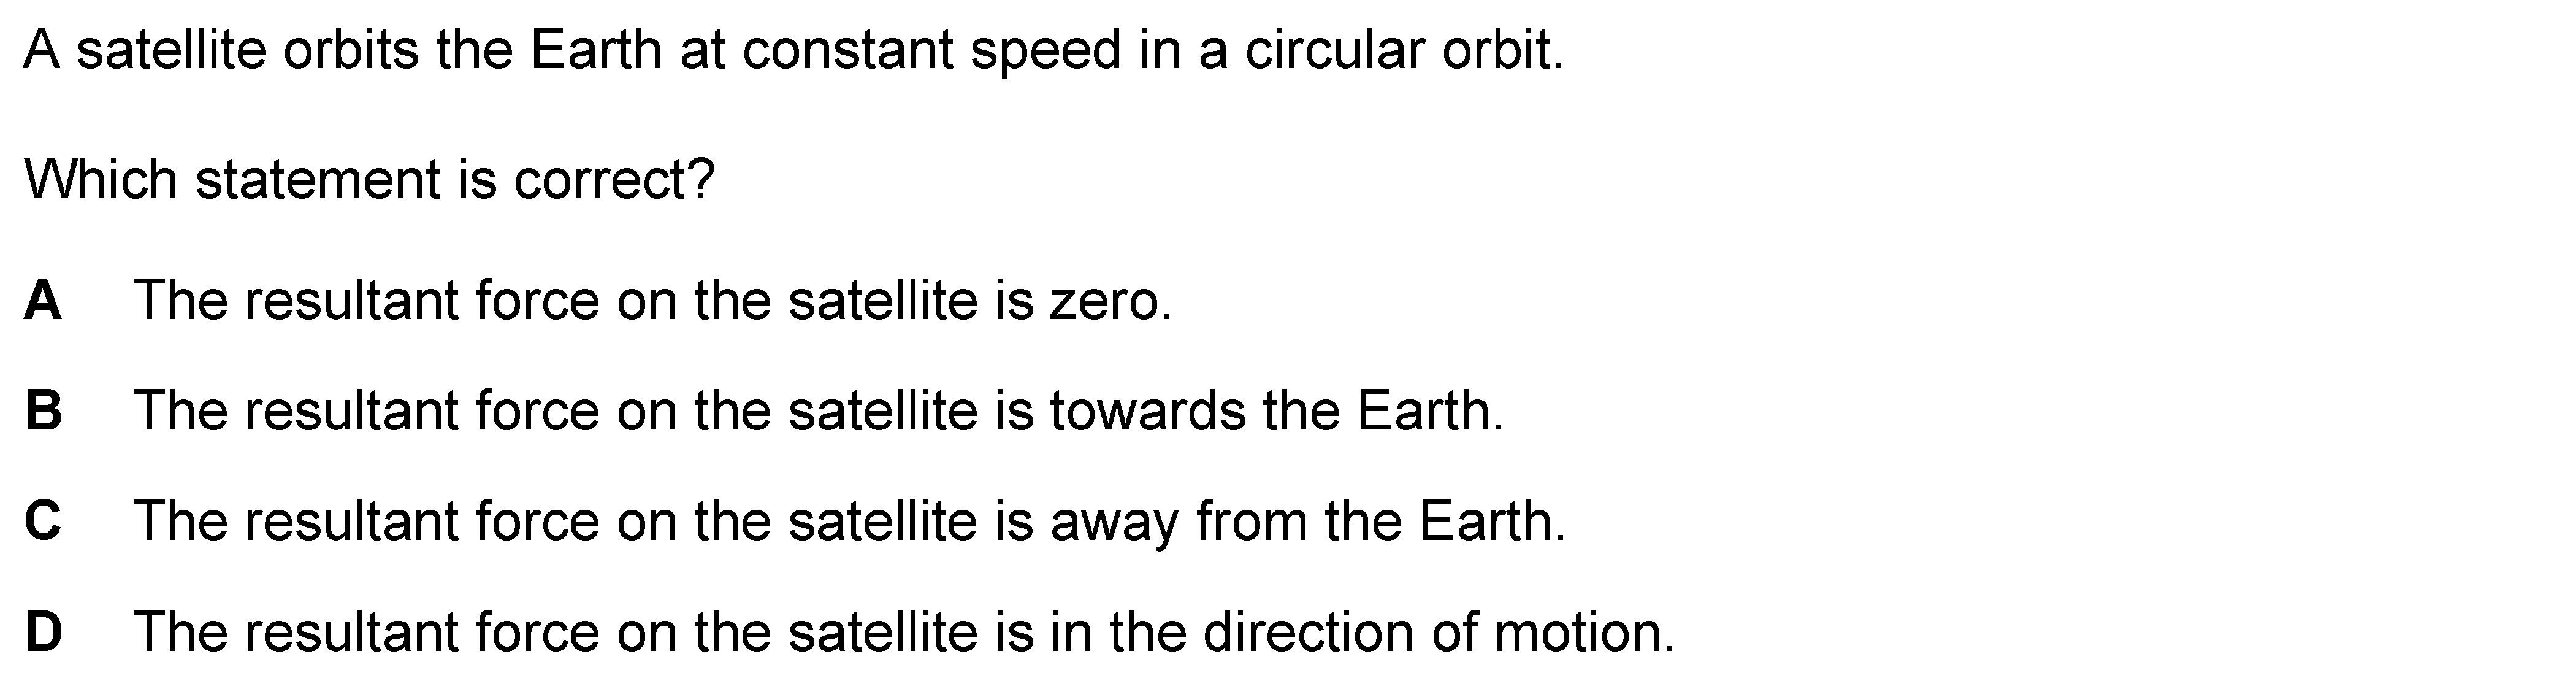 A satellite orbits the Earth at constant speed in a circular orbit.
Which statement is correct?
A The resultant force on the satellite is zero.
B The resultant force on the satellite is towards the Earth.
C The resultant force on the satellite is away from the Earth.
D The resultant force on the satellite is in the direction of motion.